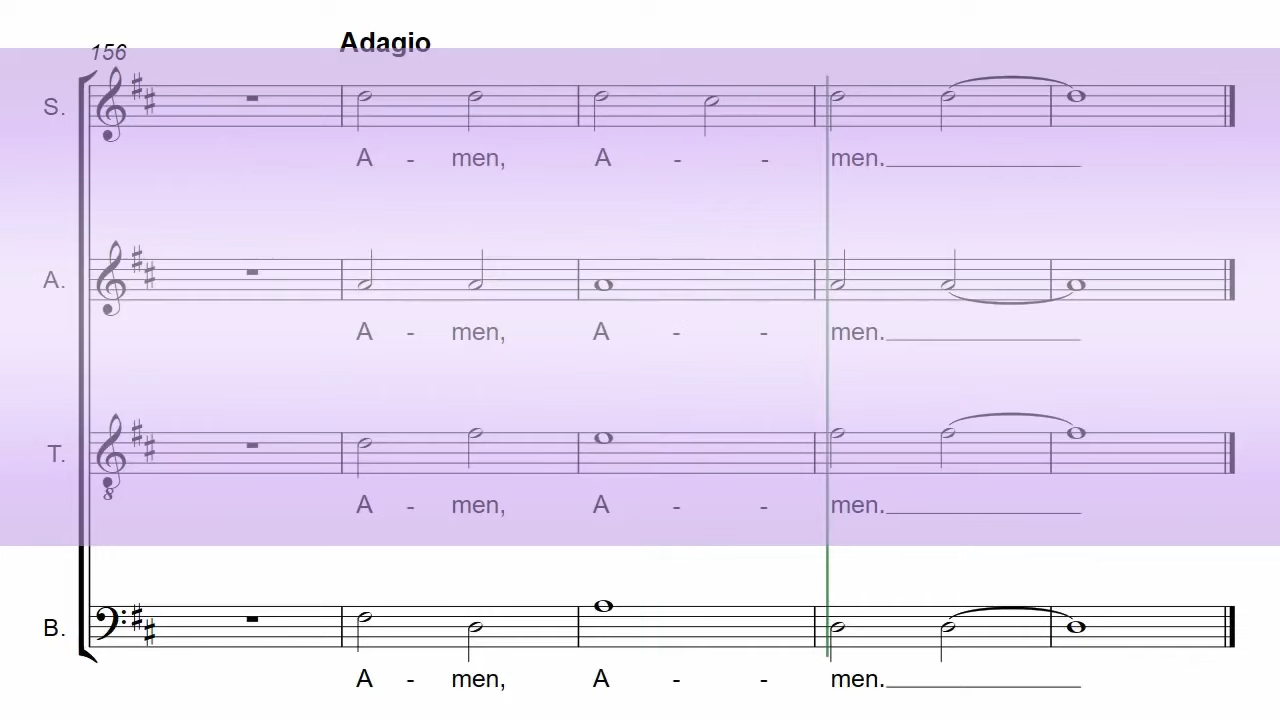 Adagio
156
S.
A - men, A - - men.
A.
A - men, A - - men.
T.
8
A - men, A - - men.
B.
A - men, A - - men.